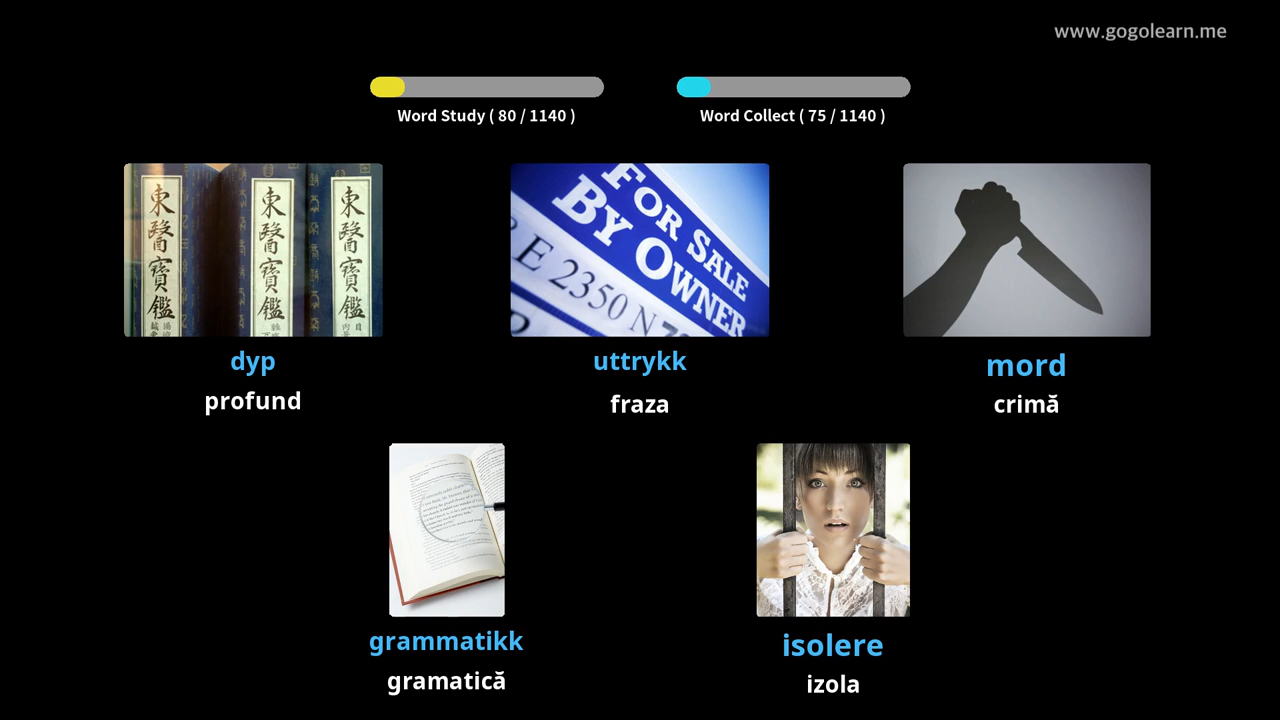 www.gogolearn.me
Word Study ( 80 / 1140 )
Word Collect ( 75 / 1140 )
東醫寶鑑
東醫寶鑑
東醫寶鑑
FOR SALE
BY OWNER
RE 2350 N
dyp
profund
uttrykk
fraza
mord
crimă
grammatikk
gramatică
isolere
izola